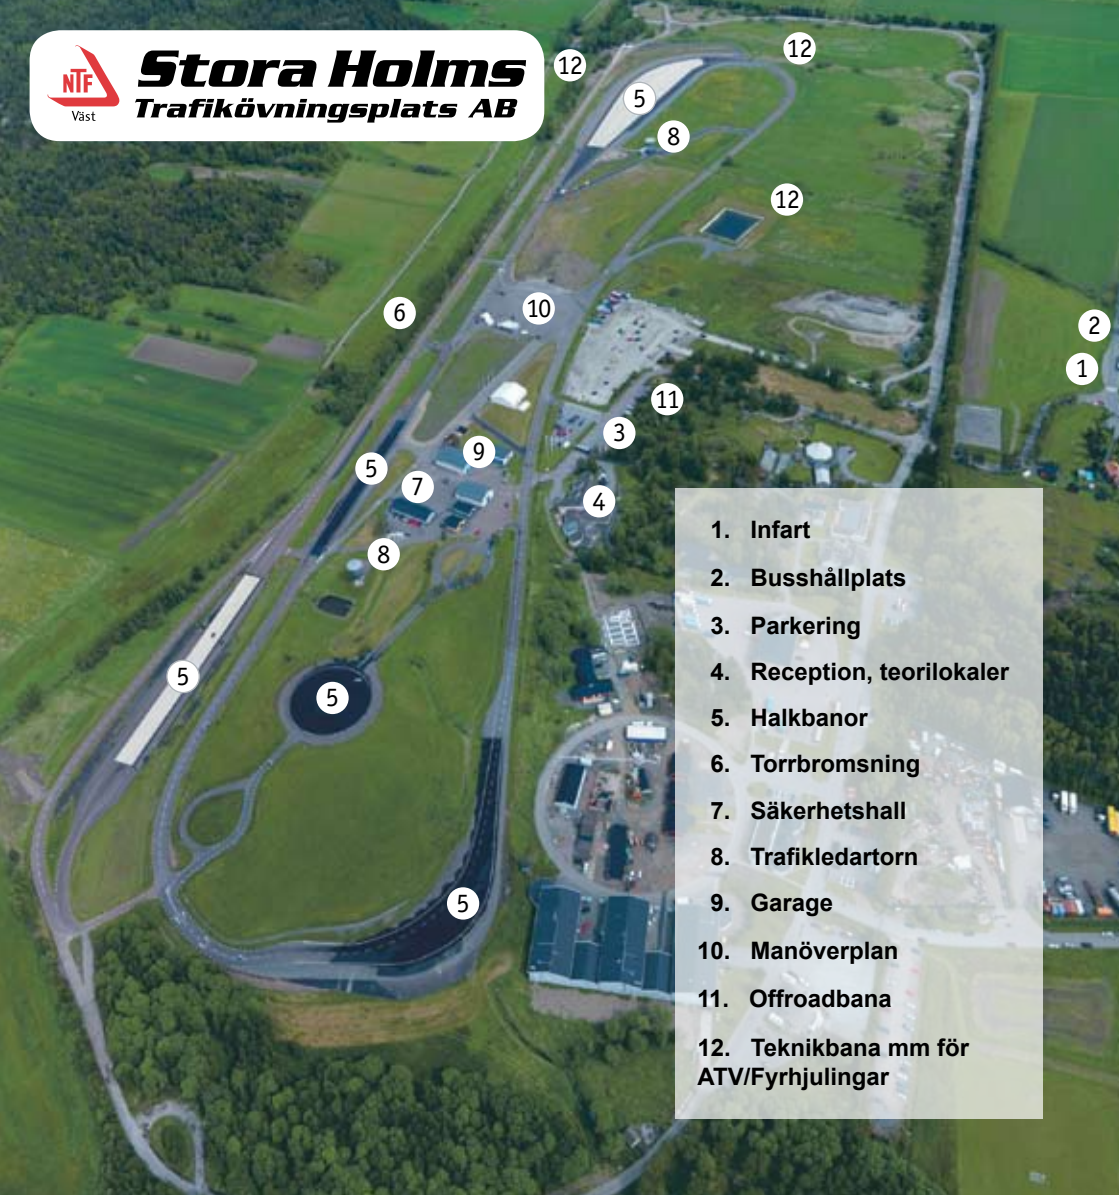 NTF
Väst
Stora Holms
Trafikövningsplats AB
12
12
5
8
12
6
10
2
1
11
3
9
5
7
4
8
5
5
5
1. Infart
2. Busshållplats
3. Parkering
4. Reception, teorilokaler
5. Halkbanor
6. Torrbromsning
7. Säkerhetshall
8. Trafikledartorn
9. Garage
10. Manöverplan
11. Offroadbana
12. Teknikbana mm för
ATV/Fyrhjulingar